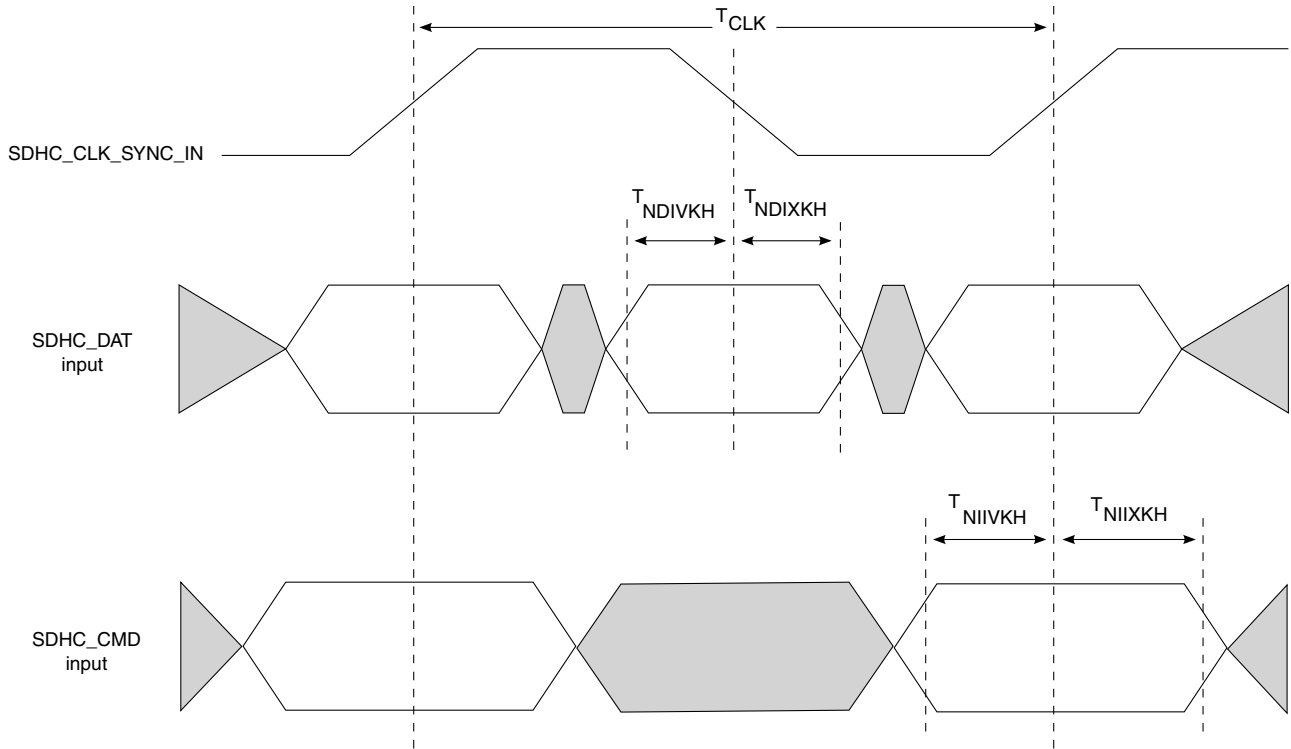 TCLK
SDHC_CLK_SYNC_IN
TNDIVKH
TNDIXKH
SDHC_DAT
input
TNIIVKH
TNIIXKH
SDHC_CMD
input